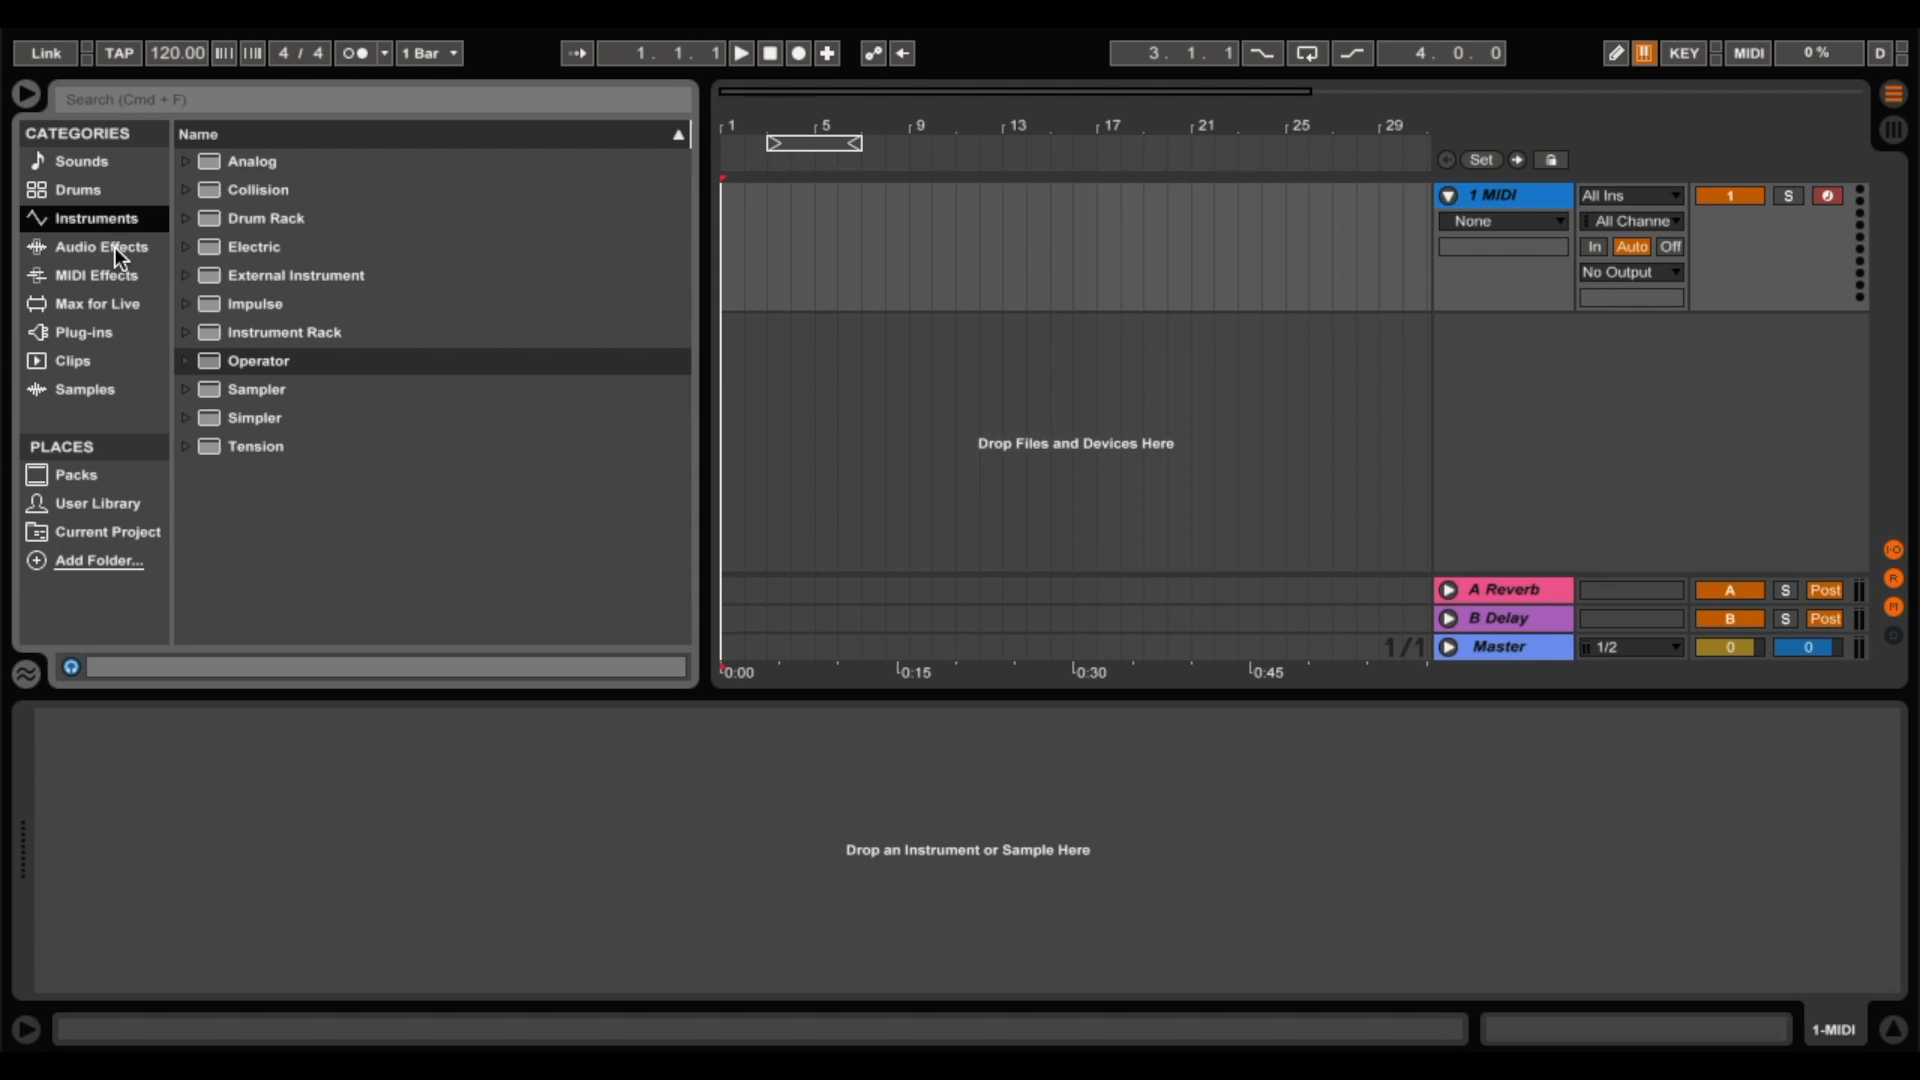 Link TAP 120.00 4 / 4 1 Bar 1. 1. 1 3. 1. 1 4. 0. 0 KEY MIDI 0 % D
Search (Cmd + F)
CATEGORIES
Sounds
Drums
Instruments
Audio Effects
MIDI Effects
Max for Live
Plug-ins
Clips
Samples
PLACES
Packs
User Library
Current Project
Add Folder...
Name
Analog
Collision
Drum Rack
Electric
External Instrument
Impulse
Instrument Rack
Operator
Sampler
Simpler
Tension
1 5 9 13 17 21 25 29
Set
1 MIDI All Ins 1 S
None All Channe
In Auto Off
No Output
Drop Files and Devices Here
A Reverb A S Post
B Delay B S Post
1/1 Master 1/2 0 0
0:00 0:15 0:30 0:45
I·O
R
M
D
Drop an Instrument or Sample Here
1-MIDI